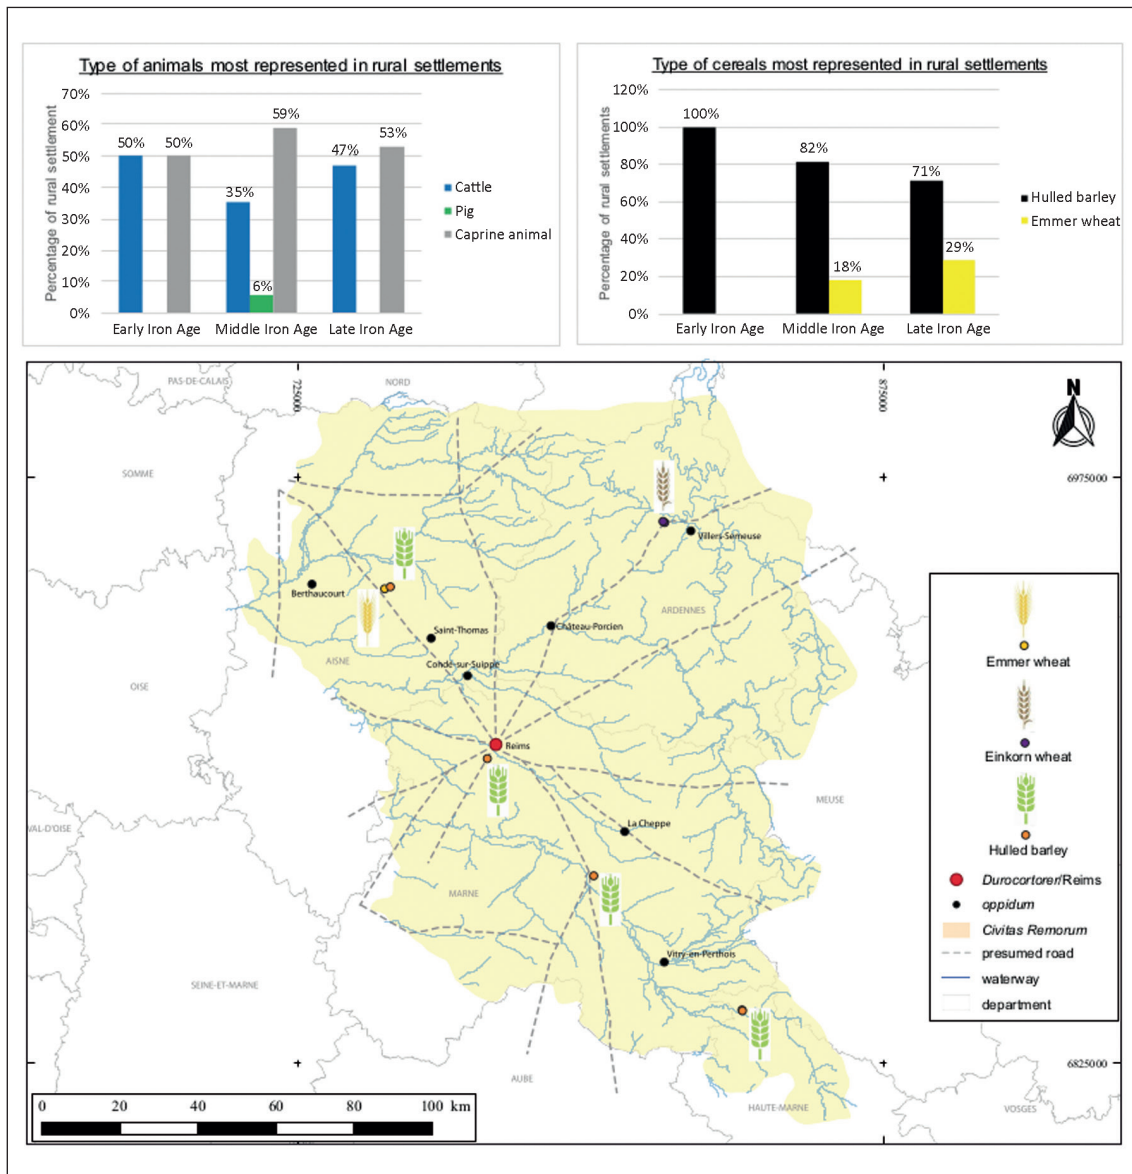 Type of animals most represented in rural settlements
Percentage of rural settlement
70%
60%
50%
40%
30%
20%
10%
0%
50%
50%
35%
6%
59%
47%
53%
Early Iron Age
Middle Iron Age
Late Iron Age
Cattle
Pig
Caprine animal
Type of cereals most represented in rural settlements
Percentage of rural settlements
120%
100%
80%
60%
40%
20%
0%
100%
82%
18%
71%
29%
Early Iron Age
Middle Iron Age
Late Iron Age
Hulled barley
Emmer wheat
PAS-DE-CALAIS
NORD
725000
875000
N
SOMME
6975000
Villers-Semeuse
Berthaucourt
ARDENNES
Saint-Thomas
Château-Porcien
AISNE
Condé-sur-Suippe
OISE
Reims
MEUSE
VAL-D'OISE
La Cheppe
MARNE
Vitry-en-Perthois
SEINE-ET-MARNE
6825000
AUBE
HAUTE-MARNE
VOSGES
725000
875000
Emmer wheat
Einkorn wheat
Hulled barley
Durocortorer/Reims
oppidum
Civitas Remorum
presumed road
waterway
department
0 20 40 60 80 100 km